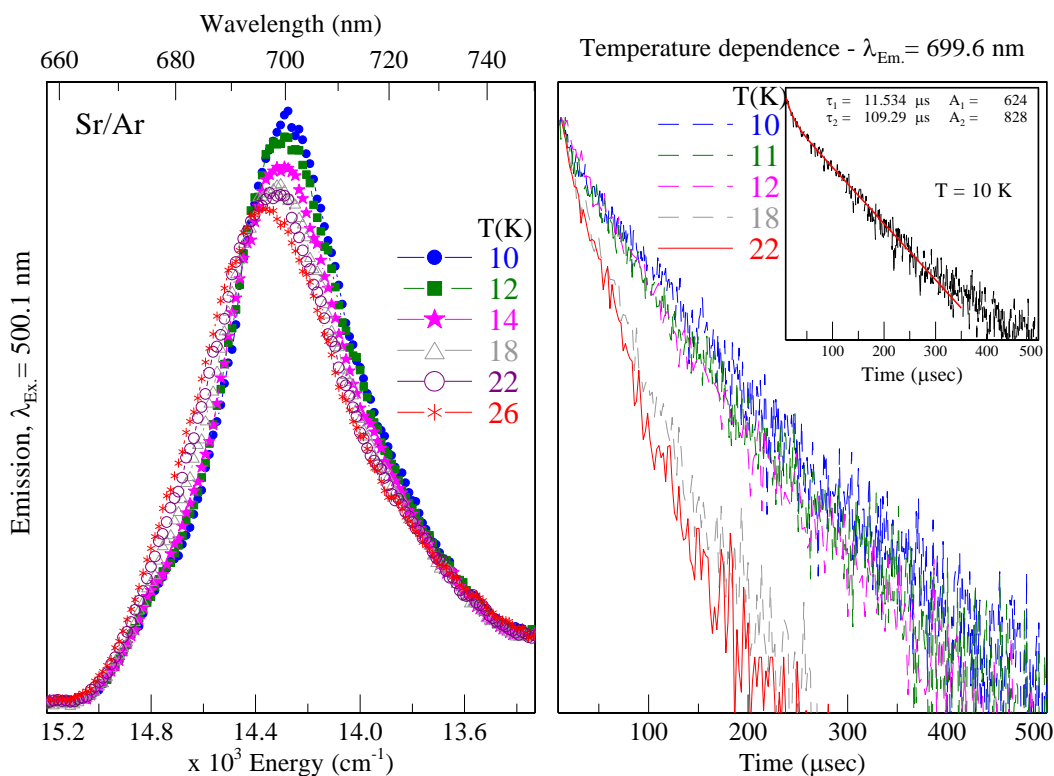 Wavelength (nm)
660 680 700 720 740
Sr/Ar
T(K)
10
12
14
18
22
26
Emission, λEx. = 500.1 nm
15.2 14.8 14.4 14.0 13.6
x 10³ Energy (cm⁻¹)
Temperature dependence - λEm. = 699.6 nm
T(K)
10
11
12
18
22
τ₁ = 11.534 μs A₁ = 624
τ₂ = 109.29 μs A₂ = 828
T = 10 K
100 200 300 400 500
Time (μsec)
100 200 300 400 500
Time (μsec)